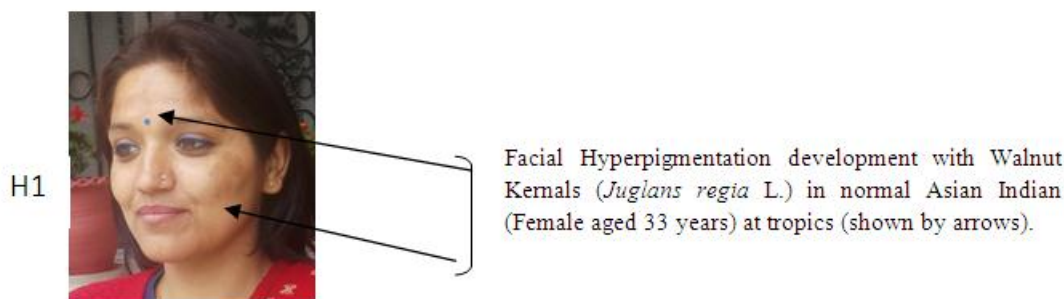 H1
Facial Hyperpigmentation development with Walnut
Kernals (Juglans regia L.) in normal Asian Indian
(Female aged 33 years) at tropics (shown by arrows).